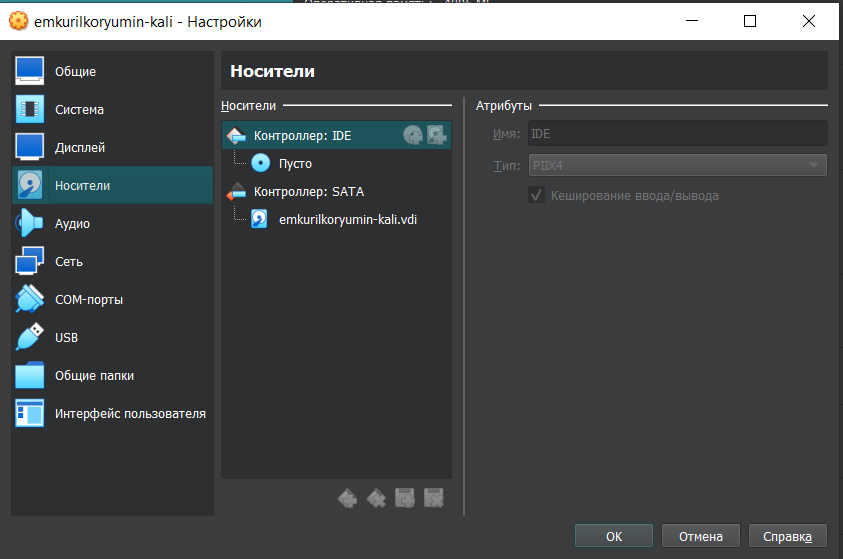 emkurilkoryumin-kali - Настройки
Общие
Система
Дисплей
Носители
Аудио
Сеть
COM-порты
USB
Общие папки
Интерфейс пользователя
Носители
Носители
Контроллер: IDE
Пусто
Контроллер: SATA
emkurilkoryumin-kali.vdi
Атрибуты
Имя: IDE
Тип: PIIX4
Кеширование ввода/вывода
OK
Отмена
Справка